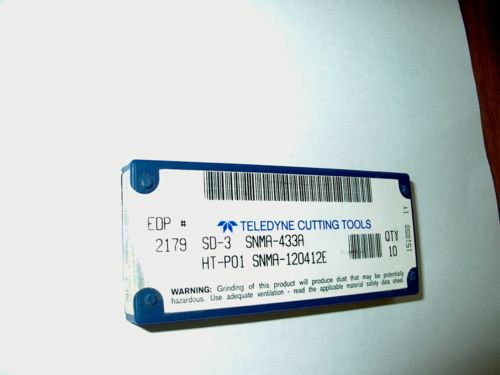 EDP #
TELEDYNE CUTTING TOOLS
2179 SD-3 SNMA-433A
QTY
HT-P01 SNMA-120412E
10
151090 IY
WARNING: Grinding of this product will produce dust that may be potentially
hazardous. Use adequate ventilation - read the applicable material safety data sheet.